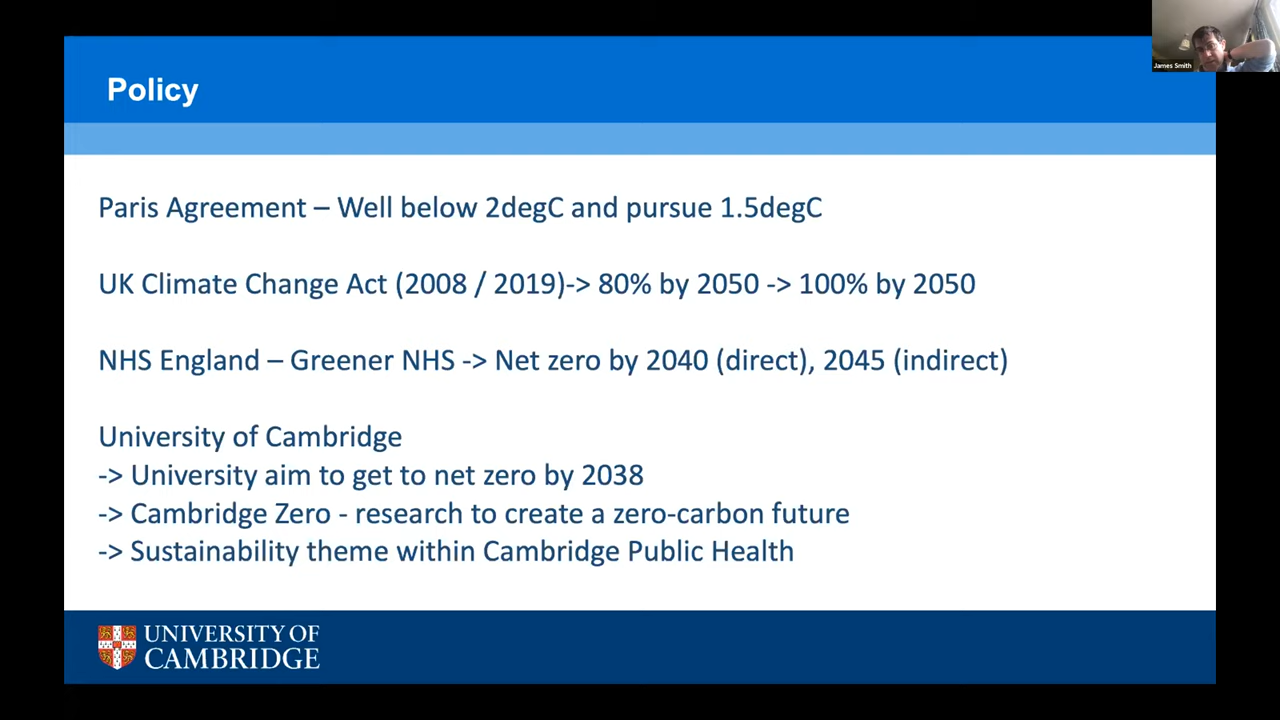 Policy
James Smith
Paris Agreement – Well below 2degC and pursue 1.5degC
UK Climate Change Act (2008 / 2019)-> 80% by 2050 -> 100% by 2050
NHS England – Greener NHS -> Net zero by 2040 (direct), 2045 (indirect)
University of Cambridge
-> University aim to get to net zero by 2038
-> Cambridge Zero - research to create a zero-carbon future
-> Sustainability theme within Cambridge Public Health
UNIVERSITY OF
CAMBRIDGE